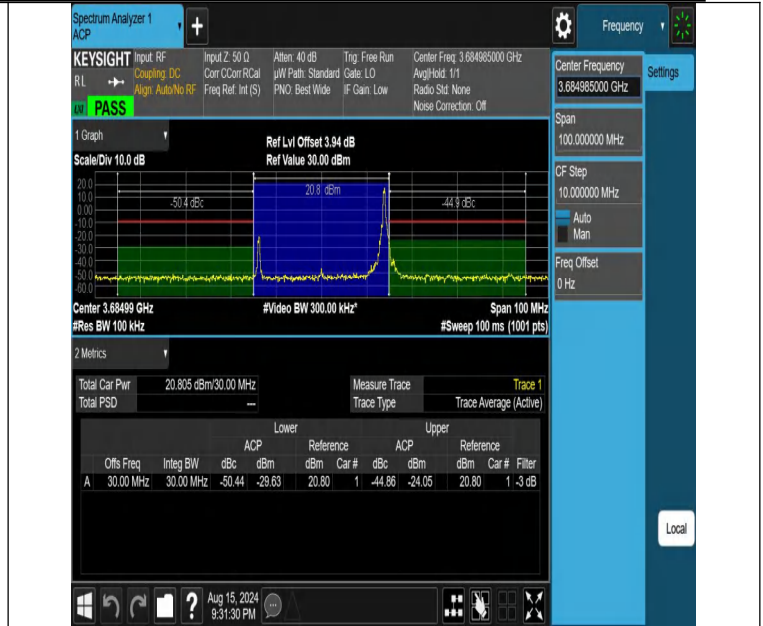 Spectrum Analyzer 1
ACP
Frequency
KEYSIGHT
RL
PASS
Input: RF
Coupling: DC
Align: Auto/No RF
Input Z: 50 Ω
Corr CCorr RCal
Freq Ref: Int (S)
Atten: 40 dB
µW Path: Standard
PNO: Best Wide
Trig: Free Run
Gate: LO
IF Gain: Low
Center Freq: 3.684985000 GHz
Avg|Hold: 1/1
Radio Std: None
Noise Correction: Off
Center Frequency
3.684985000 GHz
Settings
Span
100.000000 MHz
CF Step
10.000000 MHz
Auto
Man
Freq Offset
0 Hz
1 Graph
Scale/Div 10.0 dB
Ref Lvl Offset 3.94 dB
Ref Value 30.00 dBm
20.0
10.0
0.00
-10.0
-20.0
-30.0
-40.0
-50.0
-60.0
-50.4 dBc
20.8 dBm
-44.9 dBc
Center 3.68499 GHz
#Video BW 300.00 kHz*
Span 100 MHz
#Res BW 100 kHz
#Sweep 100 ms (1001 pts)
2 Metrics
Total Car Pwr 20.805 dBm/30.00 MHz
Total PSD ---
Measure Trace Trace 1
Trace Type Trace Average (Active)
Lower Upper
ACP Reference ACP Reference
Offs Freq Integ BW dBc dBm dBm Car # dBc dBm dBm Car # Filter
A 30.00 MHz 30.00 MHz -50.44 -29.63 20.80 1 -44.86 -24.05 20.80 1 -3 dB
Local
?
Aug 15, 2024
9:31:30 PM